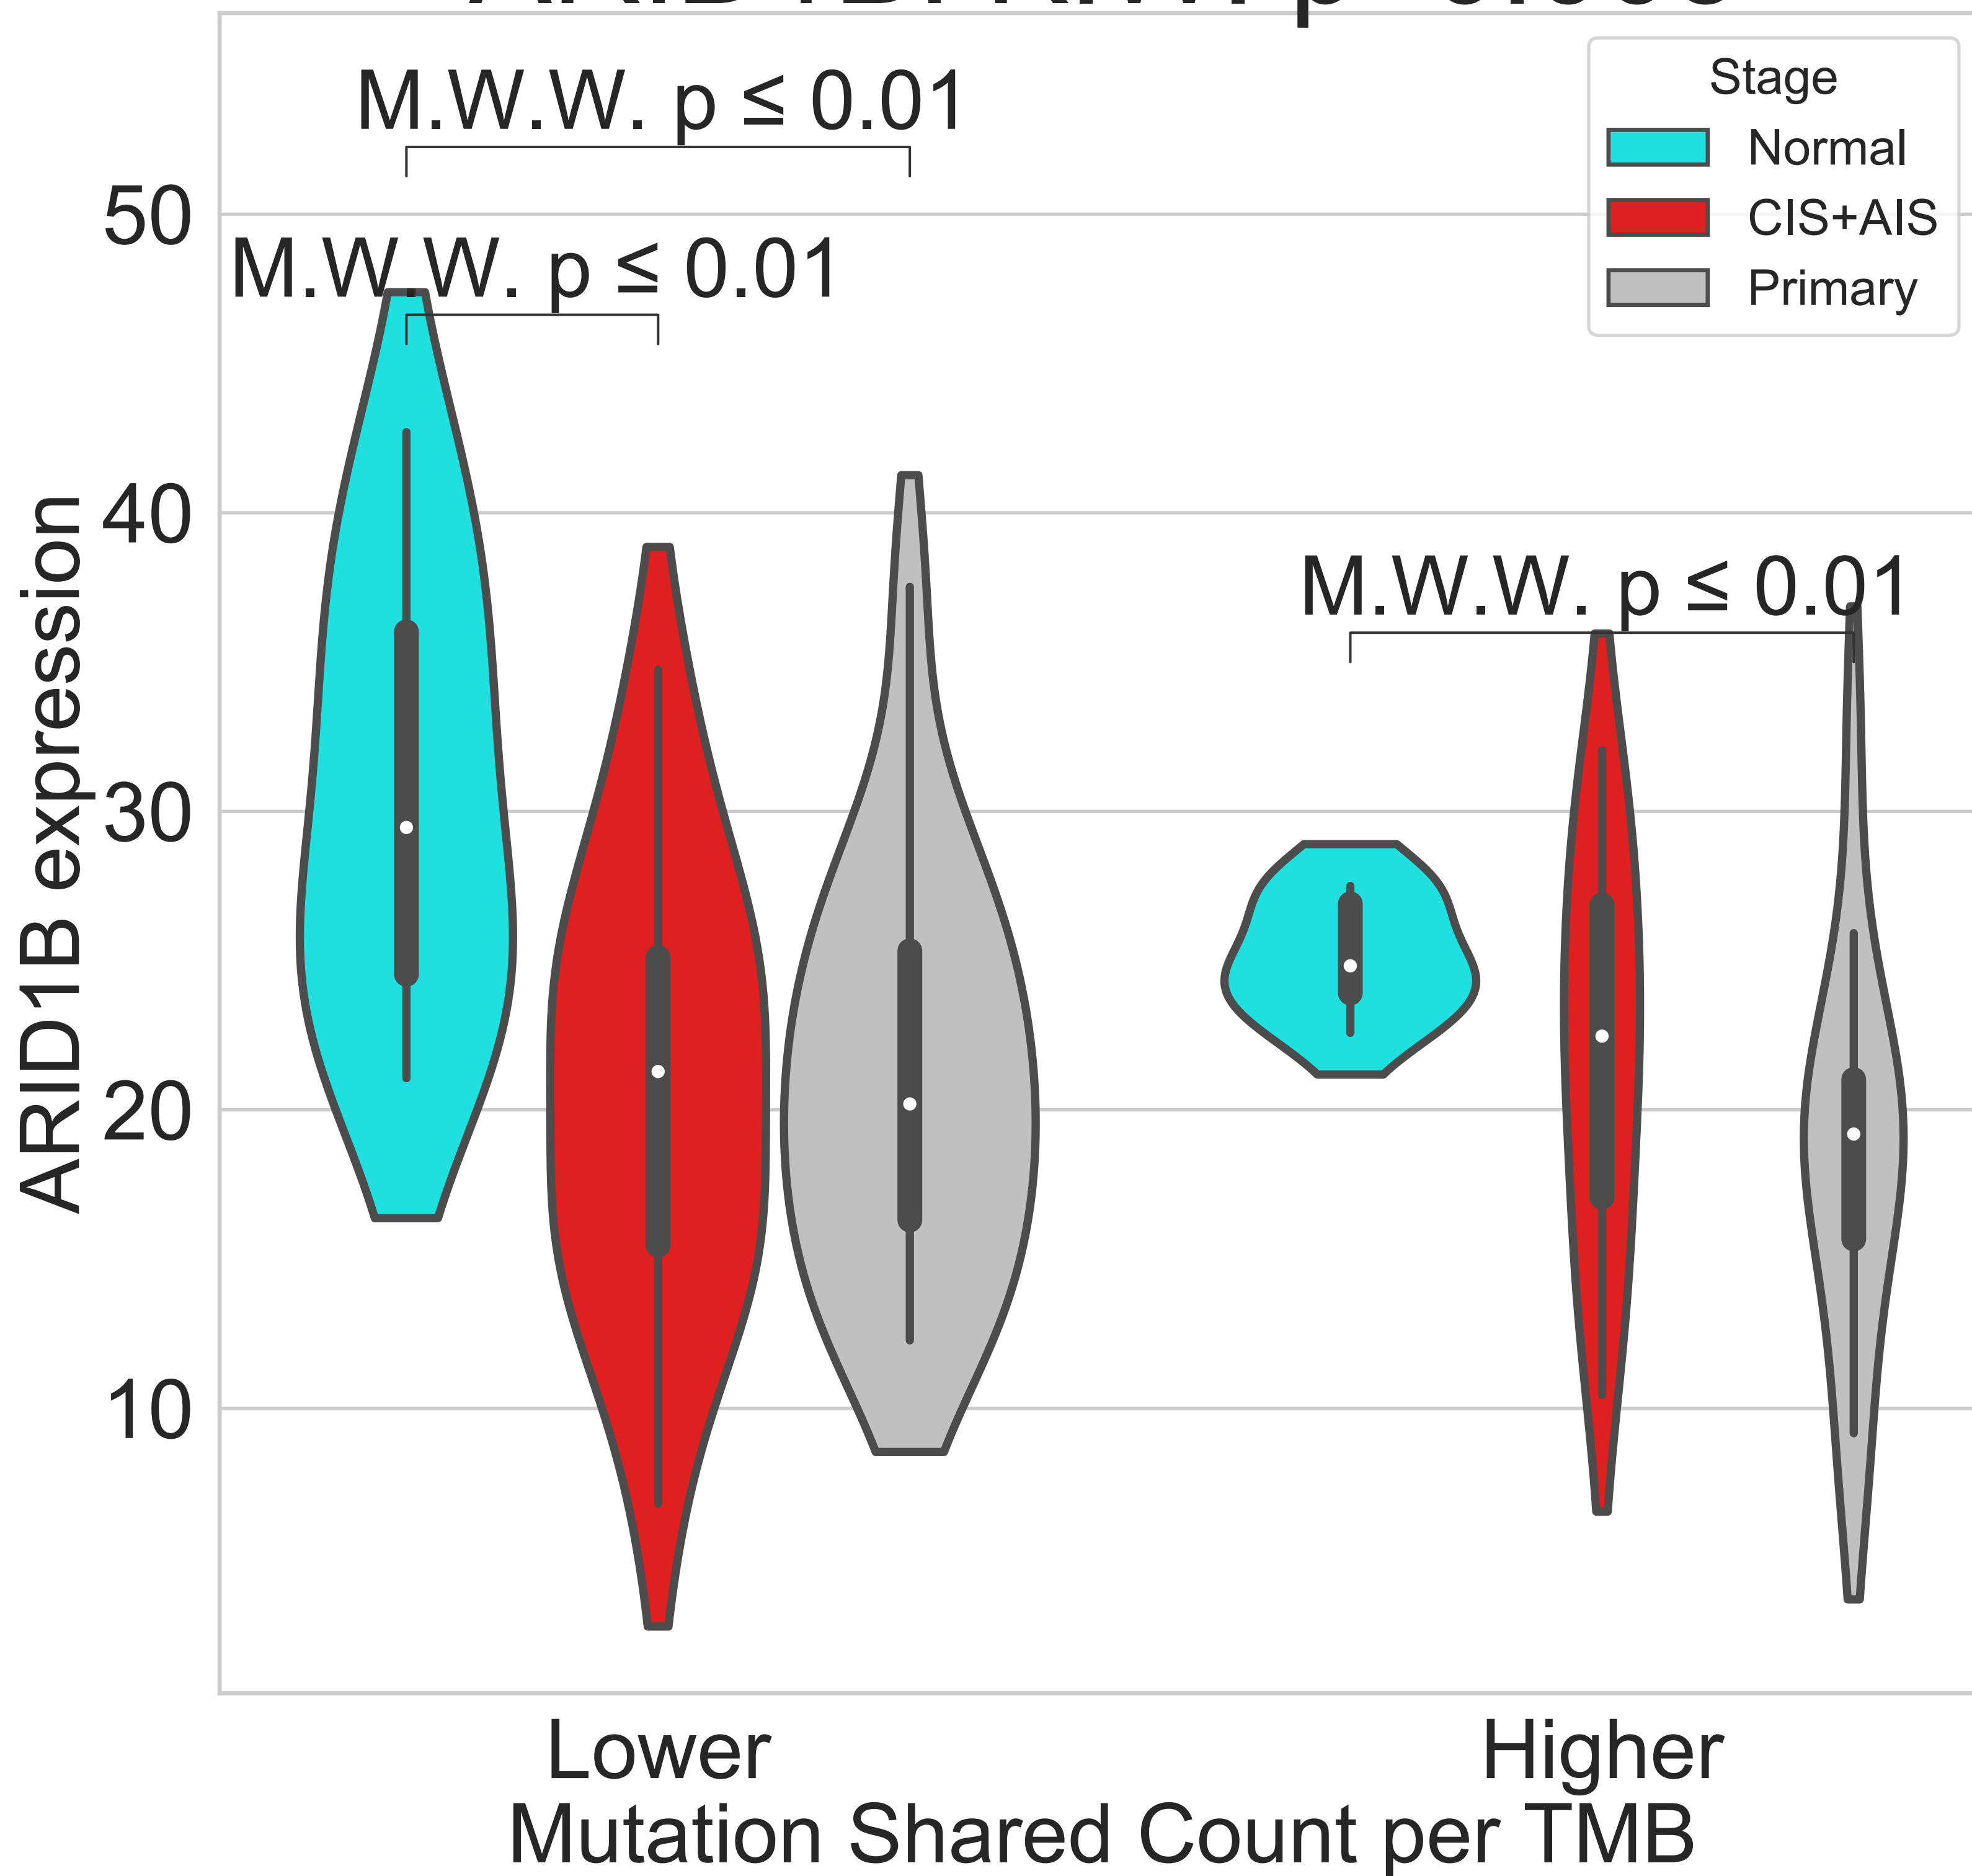 M.W.W. p ≤ 0.01
Stage
Normal
CIS+AIS
Primary
50
M.W.W. p ≤ 0.01
40
M.W.W. p ≤ 0.01
30
20
10
ARID1B expression
Lower
Higher
Mutation Shared Count per TMB